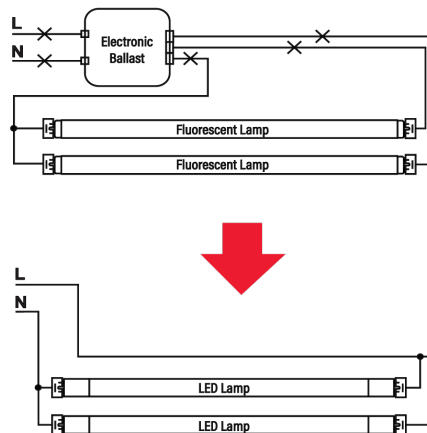 L
Electronic
Ballast
N
Fluorescent Lamp
Fluorescent Lamp
L
N
LED Lamp
LED Lamp